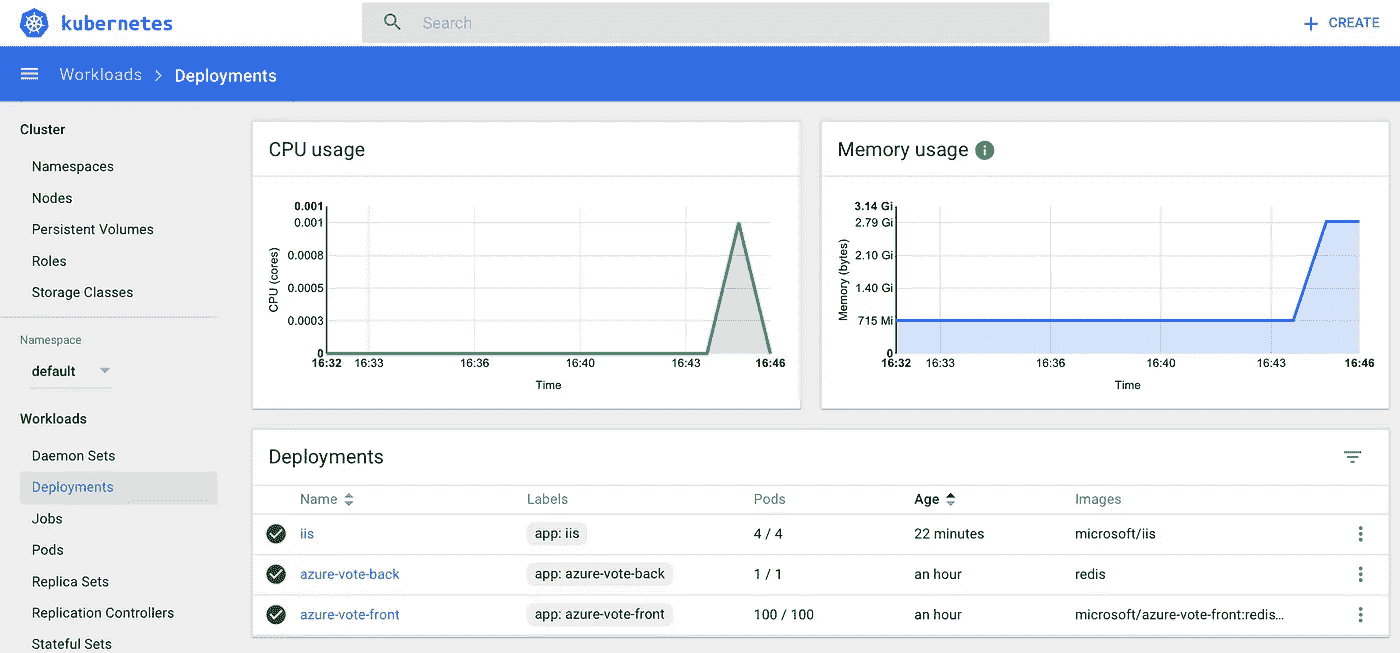 kubernetes
Search
+ CREATE
Workloads > Deployments
Cluster
Namespaces
Nodes
Persistent Volumes
Roles
Storage Classes
Namespace
default
Workloads
Daemon Sets
Deployments
Jobs
Pods
Replica Sets
Replication Controllers
Stateful Sets
CPU usage
CPU (cores)
0.001
0.001
0.0008
0.0005
0.0003
0
16:32 16:33 16:36 16:40 16:43 16:46
Time
Memory usage i
Memory (bytes)
3.14 Gi
2.79 Gi
2.10 Gi
1.40 Gi
715 Mi
0
16:32 16:33 16:36 16:40 16:43 16:46
Time
Deployments
Name Labels Pods Age Images
iis app: iis 4 / 4 22 minutes microsoft/iis
azure-vote-back app: azure-vote-back 1 / 1 an hour redis
azure-vote-front app: azure-vote-front 100 / 100 an hour microsoft/azure-vote-front:redis...